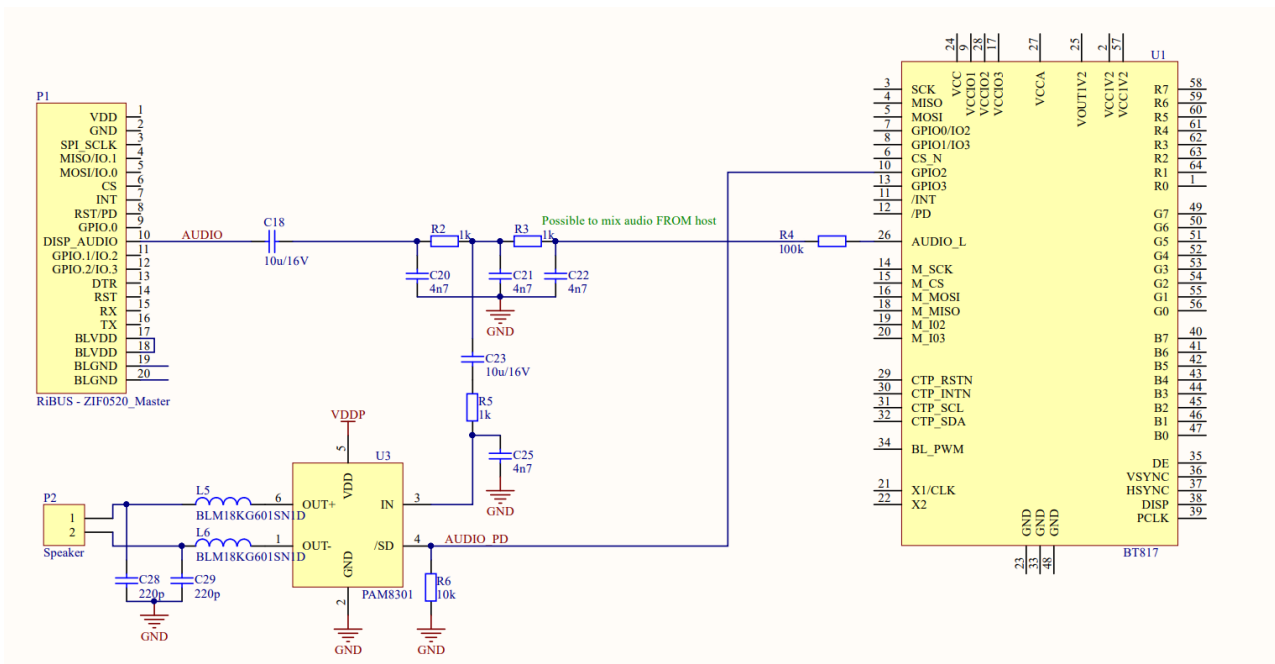 P1
VDD 1
GND 2
SPI_SCLK 3
MISO/IO.1 4
MOSI/IO.0 5
CS 6
INT 7
RST/PD 8
GPIO.0 9
DISP_AUDIO 10
GPIO.1/IO.2 11
GPIO.2/IO.3 12
DTR 13
RST 14
RX 15
TX 16
BLVDD 17
BLVDD 18
BLGND 19
BLGND 20
RiBUS - ZIF0520_Master
AUDIO
C18
10u/16V
R2
1k
R3
1k
Possible to mix audio FROM host
R4
100k
C20
4n7
C21
4n7
C22
4n7
GND
C23
10u/16V
R5
1k
C25
4n7
GND
VDDP
5
U3
VDD
OUT+ 6
OUT- 1
IN 3
/SD 4
GND
2
PAM8301
AUDIO_PD
R6
10k
GND
GND
P2
1
2
Speaker
L5
BLM18KG601SN1D
L6
BLM18KG601SN1D
C28
220p
C29
220p
GND
U1
24 VCC
9 VCCIO1
28 VCCIO2
17 VCCIO3
27 VCCA
25 VOUT1V2
2 VCC1V2
57 VCC1V2
3 SCK
4 MISO
5 MOSI
7 GPIO0/IO2
8 GPIO1/IO3
6 CS_N
10 GPIO2
13 GPIO3
11 /INT
12 /PD
26 AUDIO_L
14 M_SCK
15 M_CS
16 M_MOSI
18 M_MISO
19 M_I02
20 M_I03
29 CTP_RSTN
30 CTP_INTN
31 CTP_SCL
32 CTP_SDA
34 BL_PWM
21 X1/CLK
22 X2
R7 58
R6 59
R5 60
R4 61
R3 62
R2 63
R1 64
R0 1
G7 49
G6 50
G5 51
G4 52
G3 53
G2 54
G1 55
G0 56
B7 40
B6 41
B5 42
B4 43
B3 44
B2 45
B1 46
B0 47
DE 35
VSYNC 36
HSYNC 37
DISP 38
PCLK 39
GND 23
GND 33
GND 48
BT817